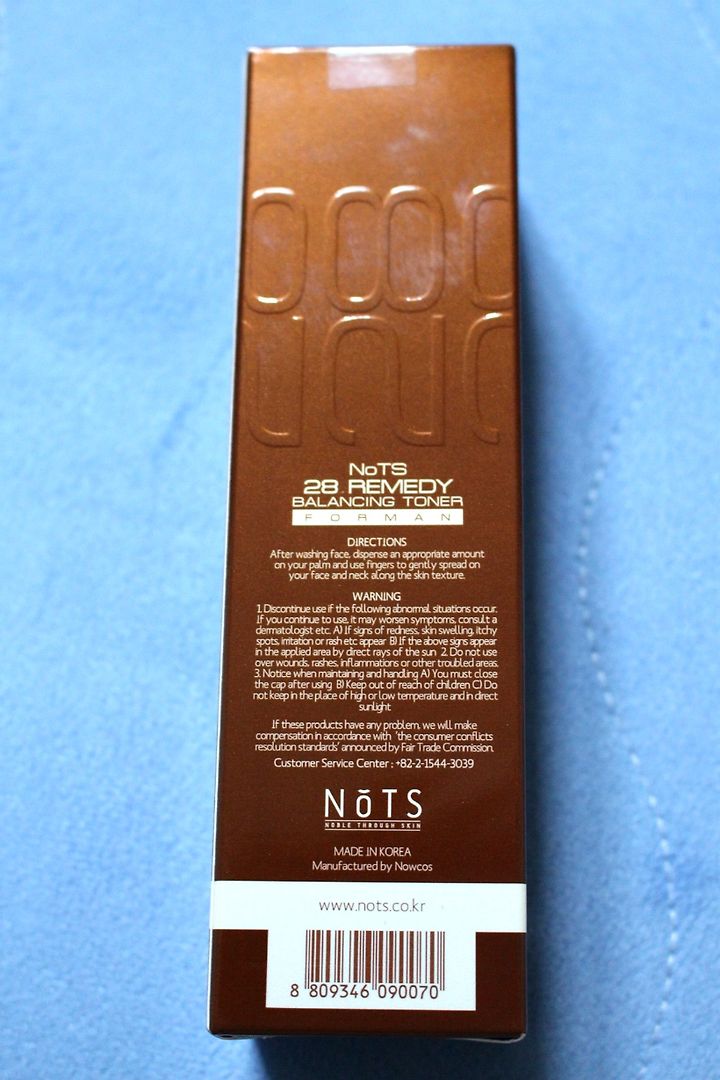 NoTS
28 REMEDY
BALANCING TONER
FORMAN
DIRECTIONS
After washing face, dispense an appropriate amount
on your palm and use fingers to gently spread on
your face and neck along the skin texture.
WARNING
1. Discontinue use if the following abnormal situations occur.
If you continue to use, it may worsen symptoms, consult a
dermatologist etc. A) If signs of redness, skin swelling, itchy
spots, irritation or rash etc appear B) If the above signs appear
in the applied area by direct rays of the sun 2. Do not use
over wounds, rashes, inflammations or other troubled areas.
3. Notice when maintaining and handling A) You must close
the cap after using B) Keep out of reach of children C) Do
not keep in the place of high or low temperature and in direct
sunlight
If these products have any problem, we will make
compensation in accordance with 'the consumer conflicts
resolution standards' announced by Fair Trade Commission.
Customer Service Center : +82-2-1544-3039
NōTS
NOBLE THROUGH SKIN
MADE IN KOREA
Manufactured by Nowcos
www.nots.co.kr
8 809346 090070